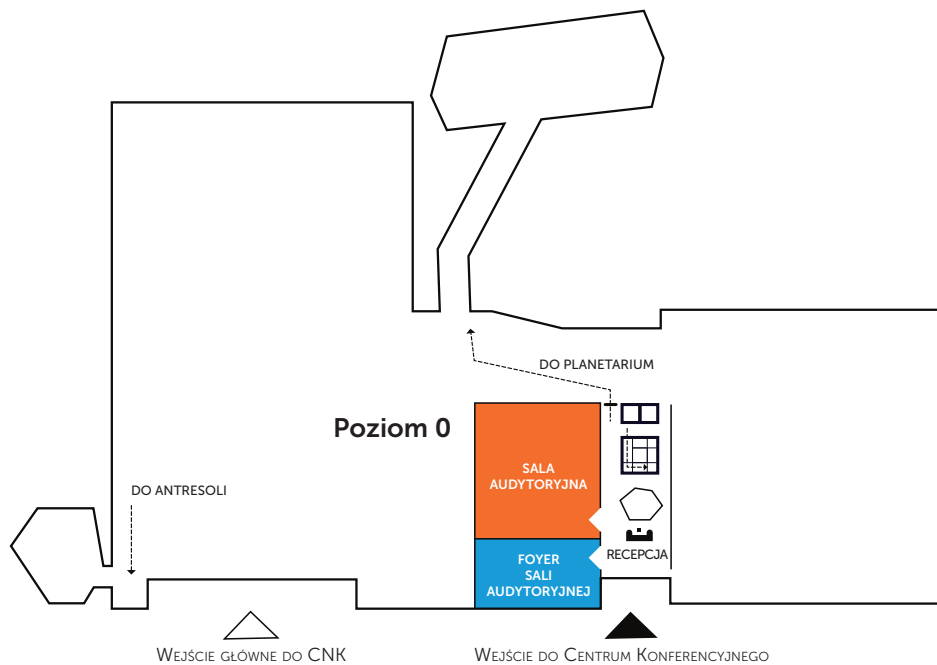 DO PLANETARIUM
Poziom 0
SALA
AUDYTORYJNA
DO ANTRESOLI
RECEPCJA
FOYER
SALI
AUDYTORYJNEJ
Wejście główne do CNK
Wejście do Centrum Konferencyjnego